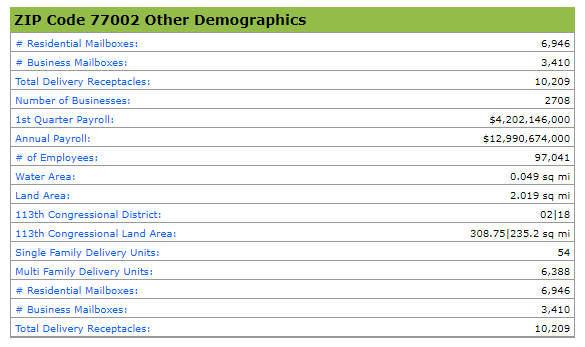 ZIP Code 77002 Other Demographics
# Residential Mailboxes: 6,946
# Business Mailboxes: 3,410
Total Delivery Receptacles: 10,209
Number of Businesses: 2708
1st Quarter Payroll: $4,202,146,000
Annual Payroll: $12,990,674,000
# of Employees: 97,041
Water Area: 0.049 sq mi
Land Area: 2.019 sq mi
113th Congressional District: 02|18
113th Congressional Land Area: 308.75|235.2 sq mi
Single Family Delivery Units: 54
Multi Family Delivery Units: 6,388
# Residential Mailboxes: 6,946
# Business Mailboxes: 3,410
Total Delivery Receptacles: 10,209